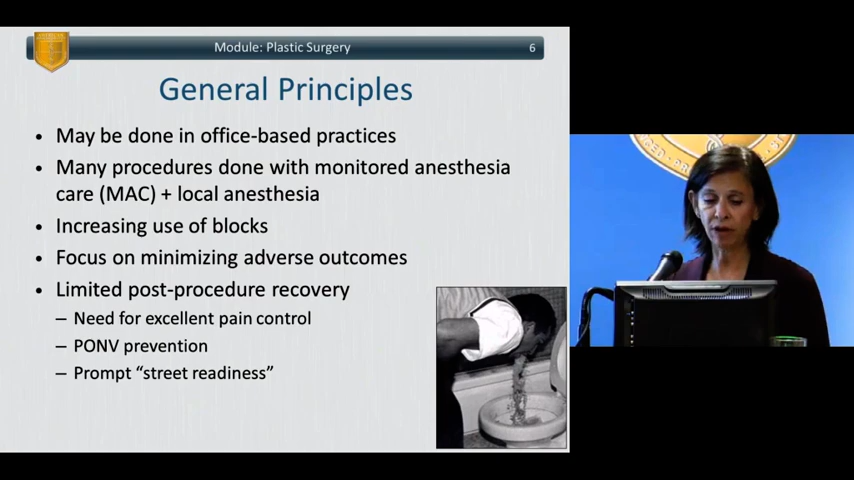 Module: Plastic Surgery
6
General Principles
• May be done in office-based practices
• Many procedures done with monitored anesthesia
care (MAC) + local anesthesia
• Increasing use of blocks
• Focus on minimizing adverse outcomes
• Limited post-procedure recovery
– Need for excellent pain control
– PONV prevention
– Prompt “street readiness”